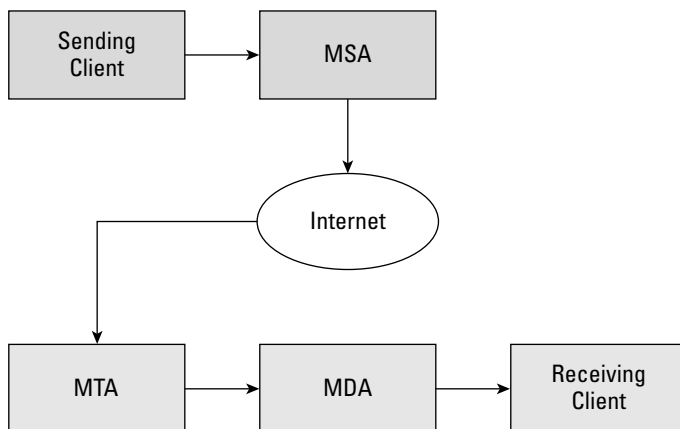 Sending
Client
MSA
Internet
MTA
MDA
Receiving
Client